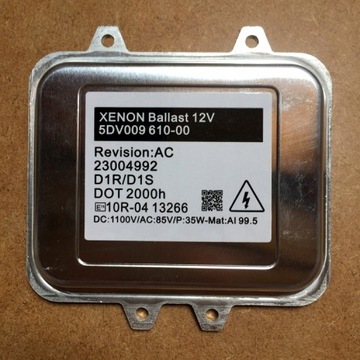 XENON Ballast 12V
5DV009 610-00
Revision:AC
23004992
D1R/D1S
DOT 2000h
10R-04 13266
DC:1100V/AC:85V/P:35W-Mat:Al 99.5